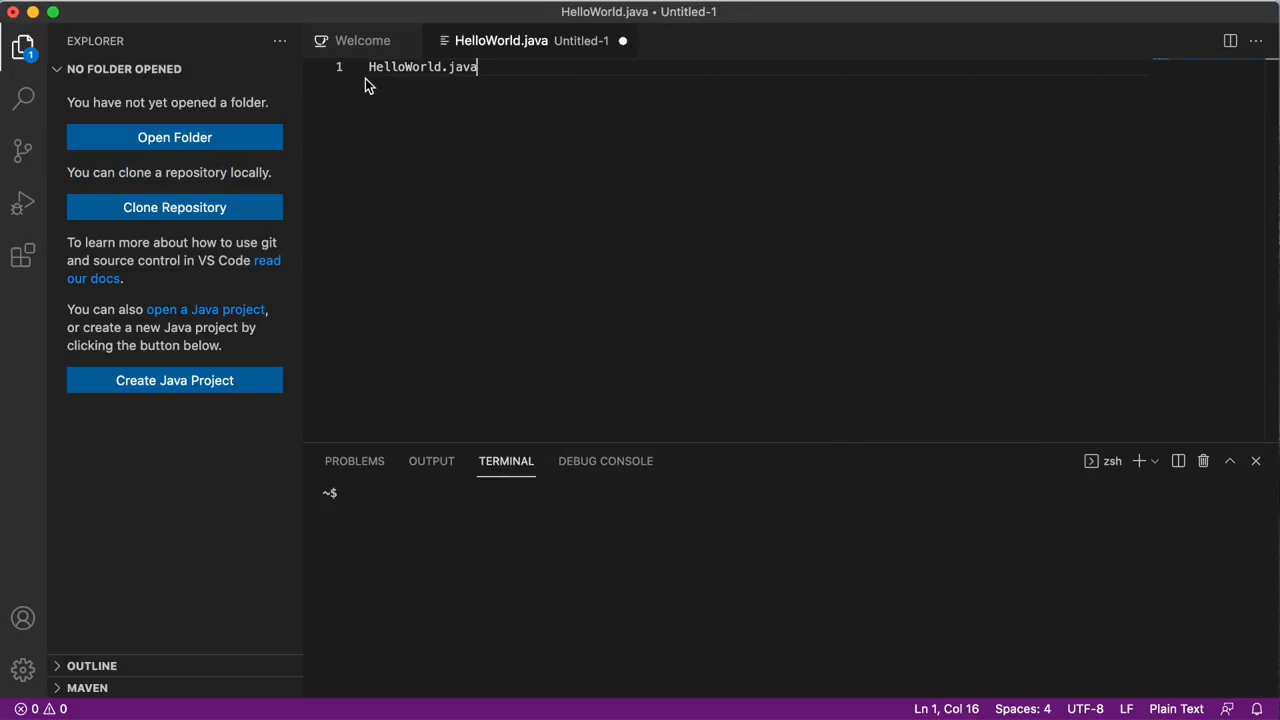 HelloWorld.java • Untitled-1
EXPLORER
Welcome
HelloWorld.java Untitled-1
1
NO FOLDER OPENED
1 HelloWorld.java
You have not yet opened a folder.
Open Folder
You can clone a repository locally.
Clone Repository
To learn more about how to use git
and source control in VS Code read
our docs.
You can also open a Java project,
or create a new Java project by
clicking the button below.
Create Java Project
PROBLEMS OUTPUT TERMINAL DEBUG CONSOLE
zsh
~$
OUTLINE
MAVEN
0 0
Ln 1, Col 16 Spaces: 4 UTF-8 LF Plain Text